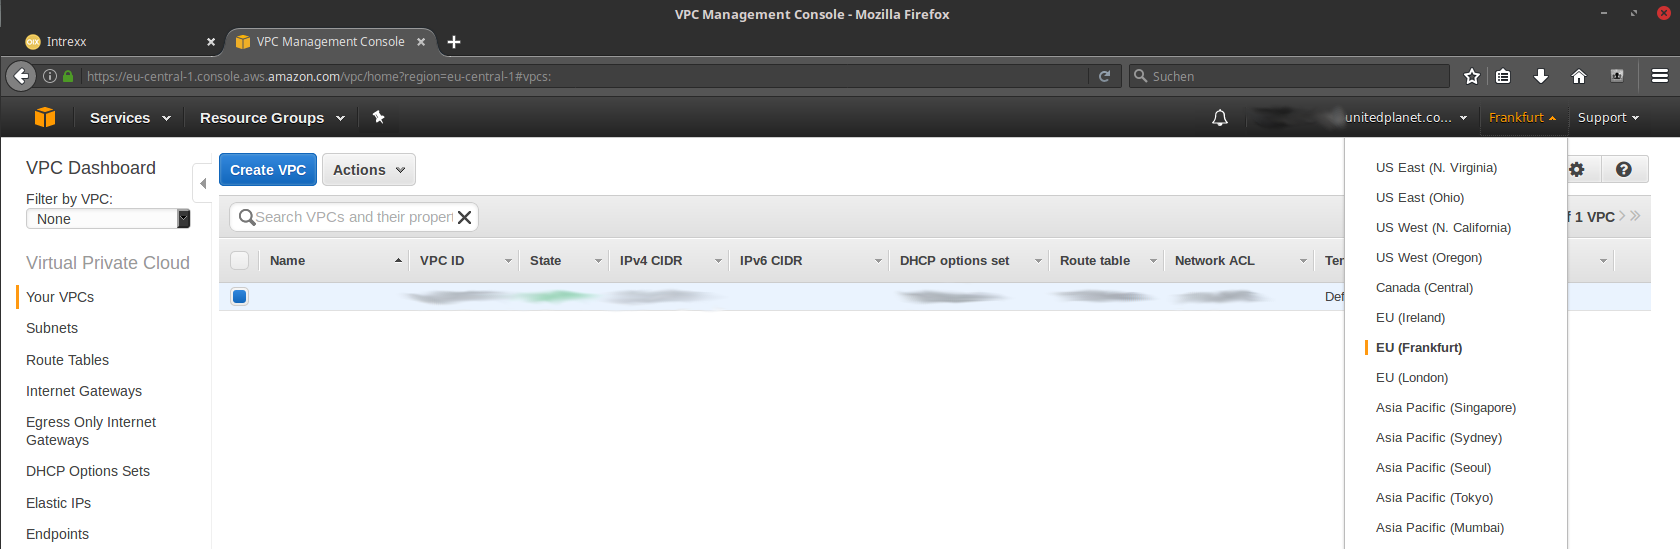 VPC Management Console - Mozilla Firefox
Intrexx
VPC Management Console
https://eu-central-1.console.aws.amazon.com/vpc/home?region=eu-central-1#vpcs:
Suchen
Services
Resource Groups
unitedplanet.co...
Frankfurt
Support
VPC Dashboard
Filter by VPC:
None
Virtual Private Cloud
Your VPCs
Subnets
Route Tables
Internet Gateways
Egress Only Internet
Gateways
DHCP Options Sets
Elastic IPs
Endpoints
Create VPC
Actions
Search VPCs and their propert
f 1 VPC
Name
VPC ID
State
IPv4 CIDR
IPv6 CIDR
DHCP options set
Route table
Network ACL
Ten
Def
US East (N. Virginia)
US East (Ohio)
US West (N. California)
US West (Oregon)
Canada (Central)
EU (Ireland)
EU (Frankfurt)
EU (London)
Asia Pacific (Singapore)
Asia Pacific (Sydney)
Asia Pacific (Seoul)
Asia Pacific (Tokyo)
Asia Pacific (Mumbai)